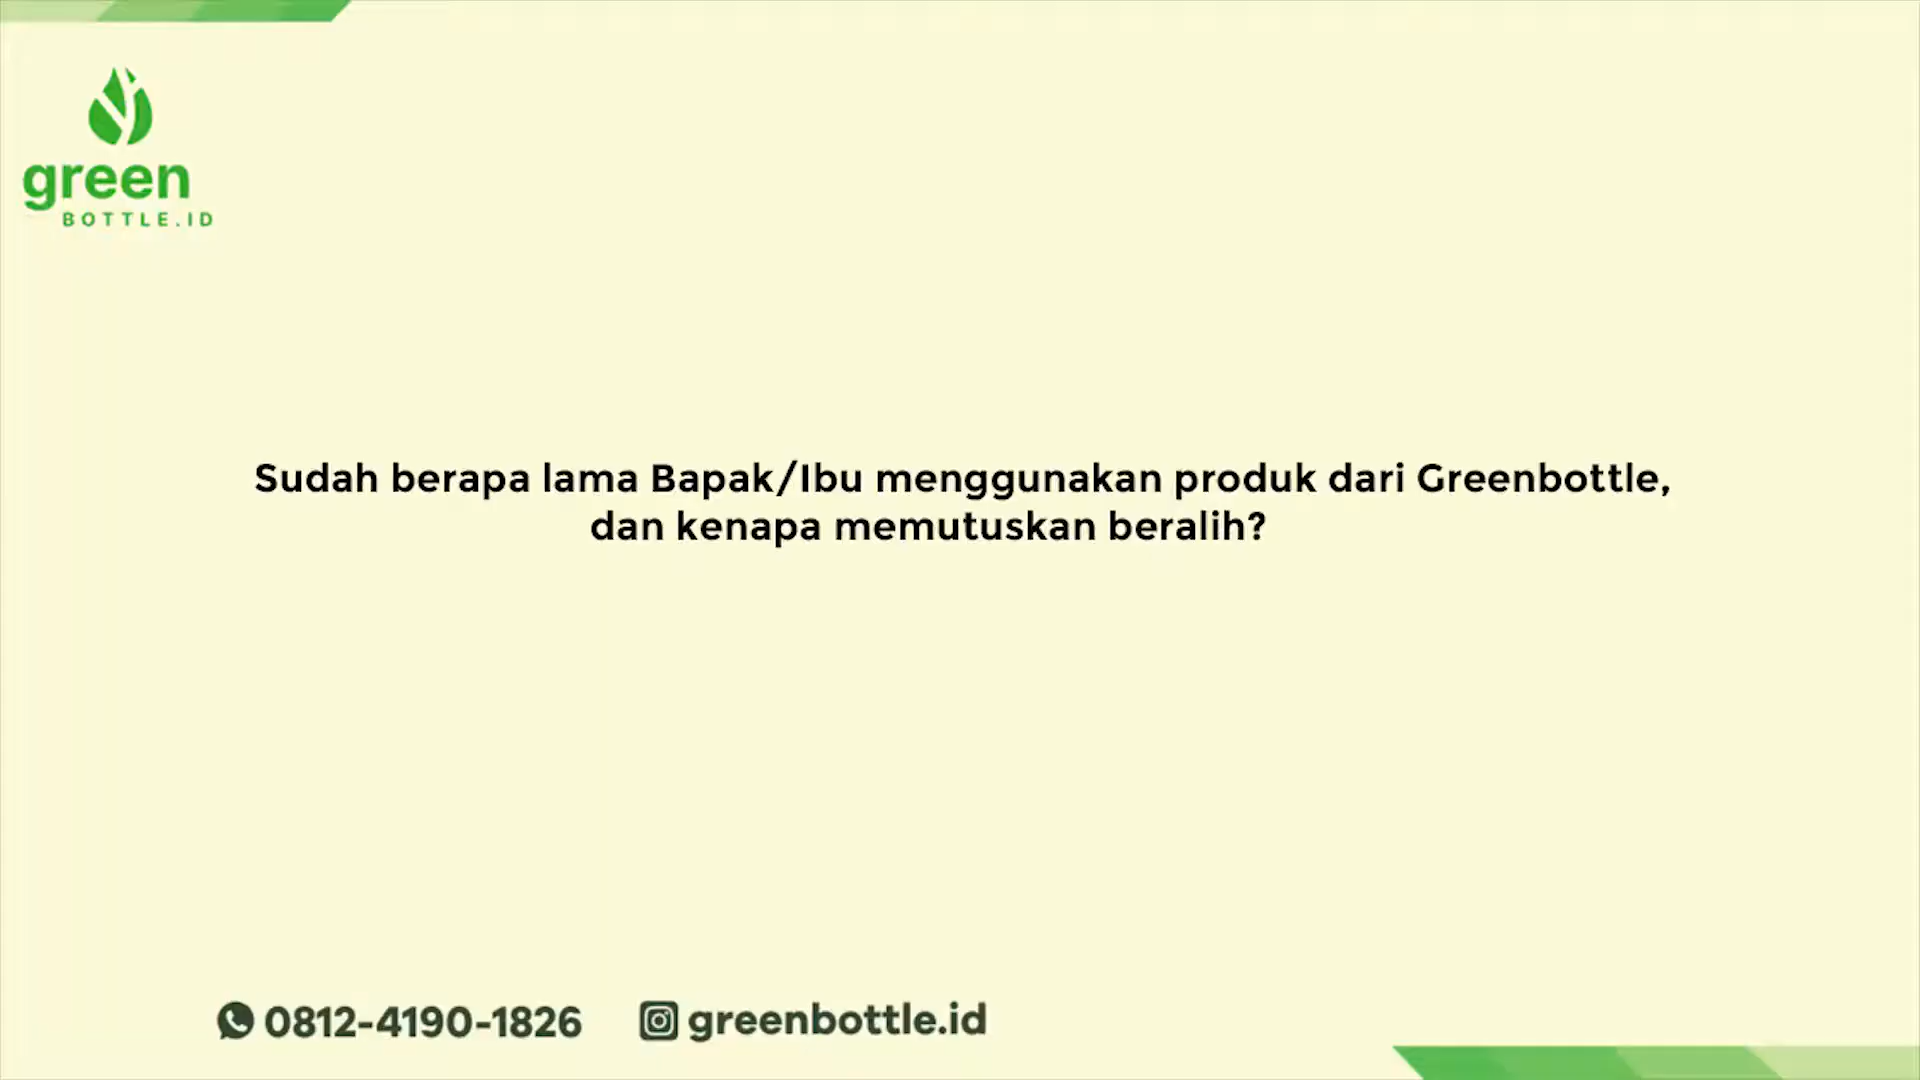 green
BOTTLE.ID
Sudah berapa lama Bapak/Ibu menggunakan produk dari Greenbottle,
dan kenapa memutuskan beralih?
0812-4190-1826 greenbottle.id